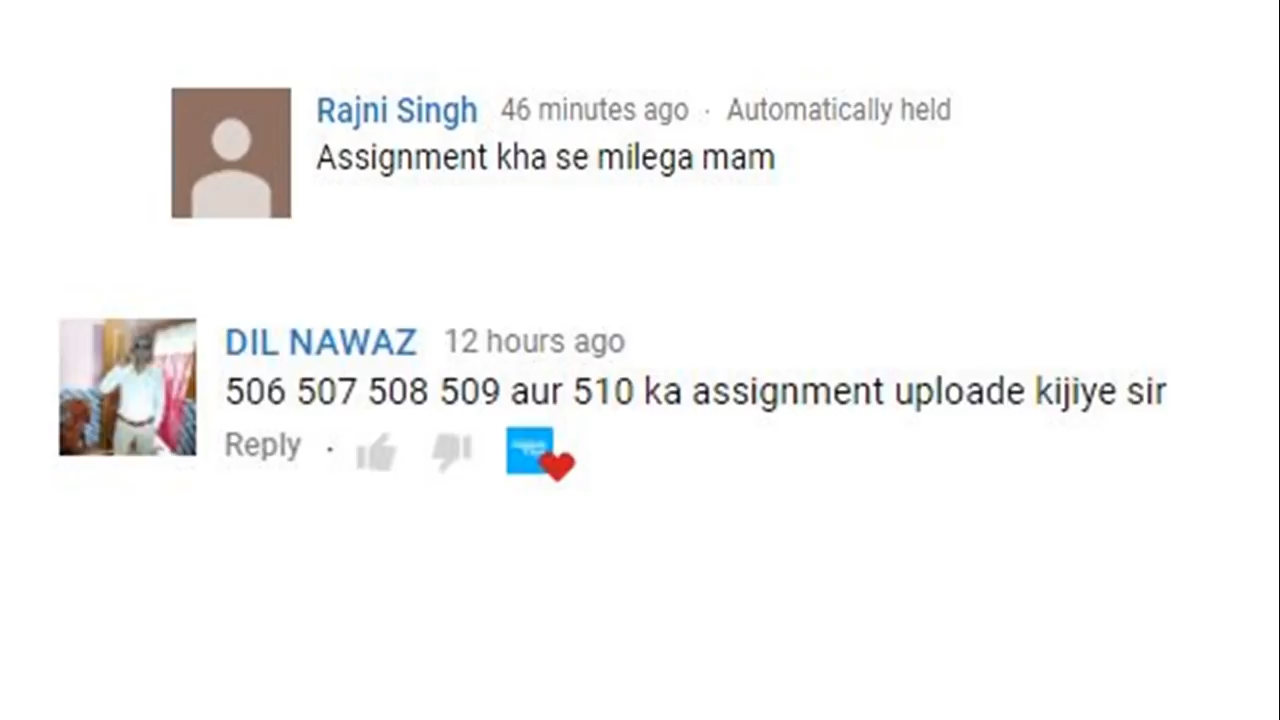 Rajni Singh 46 minutes ago · Automatically held
Assignment kha se milega mam
DIL NAWAZ 12 hours ago
506 507 508 509 aur 510 ka assignment uploade kijiye sir
Reply ·